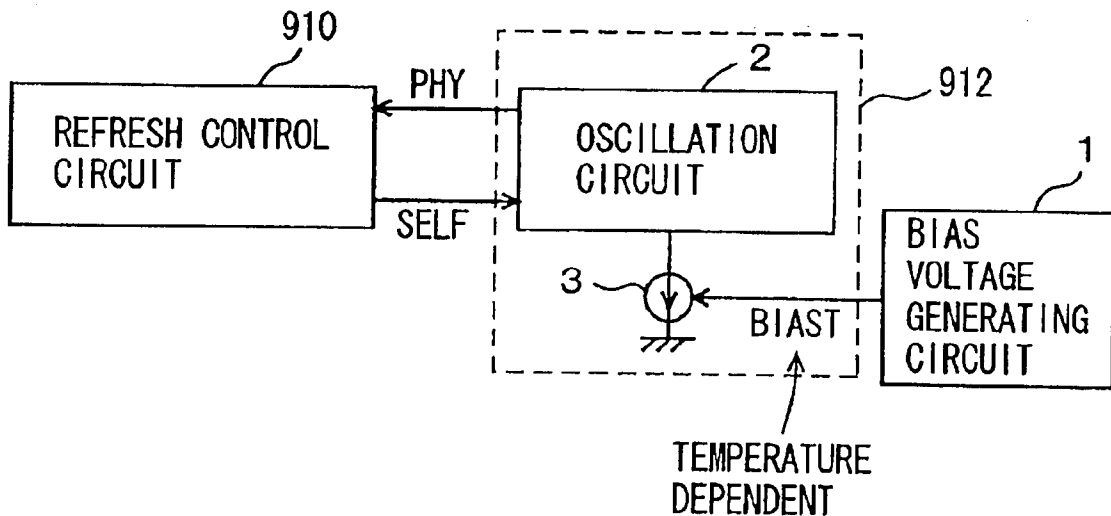 910
PHY
2
912
REFRESH CONTROL
CIRCUIT
OSCILLATION
CIRCUIT
1
SELF
BIAS
VOLTAGE
GENERATING
CIRCUIT
3
BIAST
TEMPERATURE
DEPENDENT